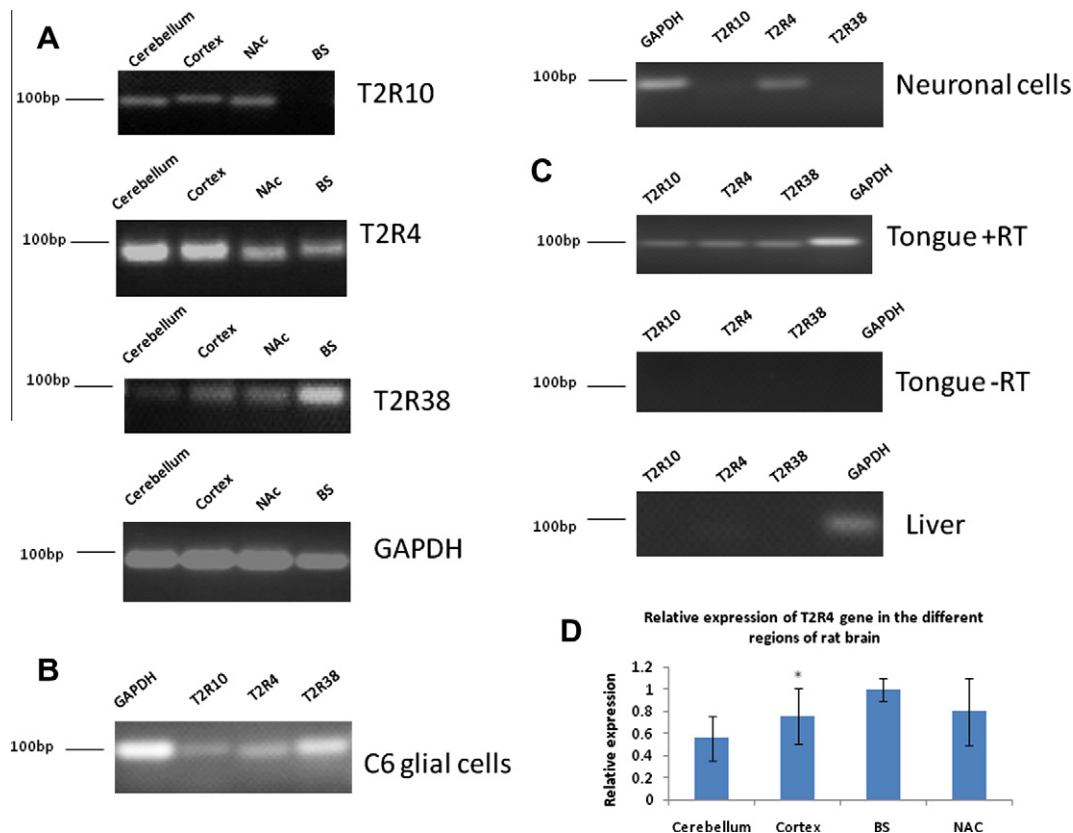 A
Cerebellum Cortex NAc BS
100bp
T2R10
Cerebellum Cortex NAc BS
100bp
T2R4
Cerebellum Cortex NAc BS
100bp
T2R38
Cerebellum Cortex NAc BS
100bp
GAPDH
B
GAPDH T2R10 T2R4 T2R38
100bp
C6 glial cells
GAPDH T2R10 T2R4 T2R38
100bp
Neuronal cells
C
T2R10 T2R4 T2R38 GAPDH
100bp
Tongue +RT
T2R10 T2R4 T2R38 GAPDH
100bp
Tongue -RT
T2R10 T2R4 T2R38 GAPDH
100bp
Liver
D
Relative expression of T2R4 gene in the different
regions of rat brain
Relative expression
1.2
1
0.8
0.6
0.4
0.2
0
*
Cerebellum Cortex BS NAC